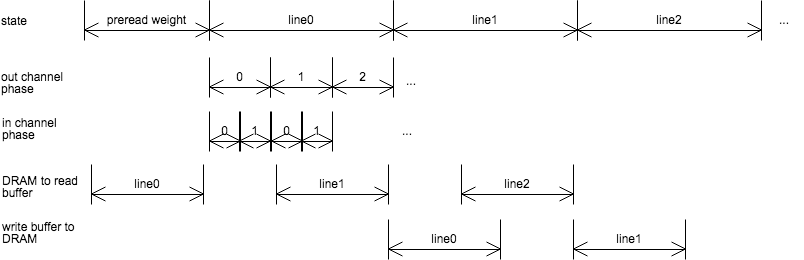 state
preread weight
line0
line1
line2
...
out channel
phase
0
1
2
...
in channel
phase
0
1
0
1
...
DRAM to read
buffer
line0
line1
line2
write buffer to
DRAM
line0
line1